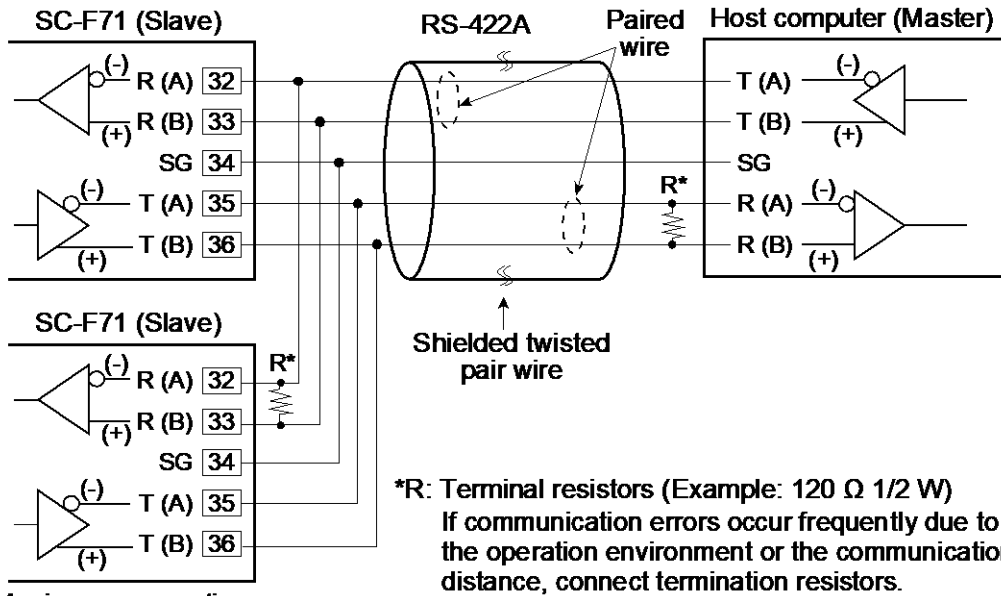 SC-F71 (Slave)
RS-422A
Paired
wire
Host computer (Master)
(-) R (A) 32
(+) R (B) 33
SG 34
(-) T (A) 35
(+) T (B) 36
T (A) (-)
T (B) (+)
SG
R* R (A) (-)
R (B) (+)
Shielded twisted
pair wire
SC-F71 (Slave)
R*
(-) R (A) 32
(+) R (B) 33
SG 34
(-) T (A) 35
(+) T (B) 36
*R: Terminal resistors (Example: 120 Ω 1/2 W)
If communication errors occur frequently due to
the operation environment or the communication
distance, connect termination resistors.